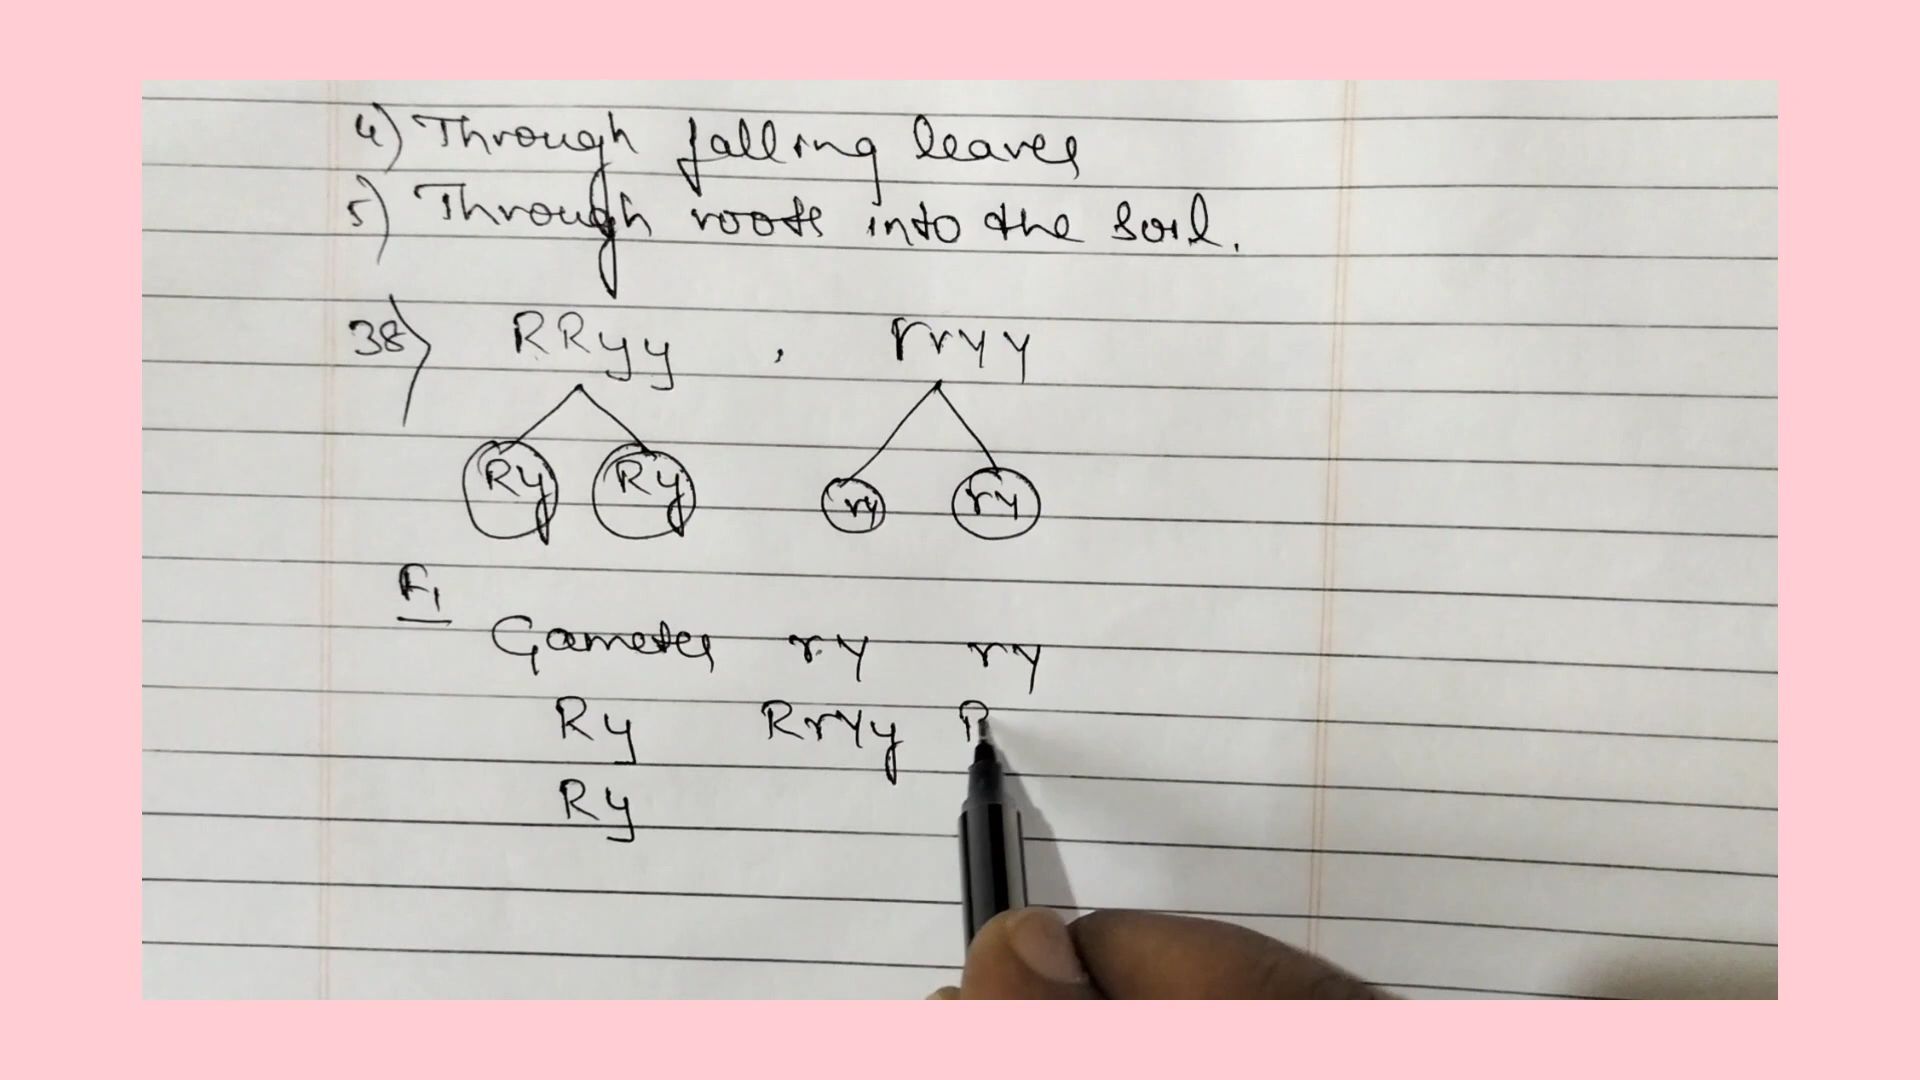 4) Through falling leaves
5) Through roots into the soil.
38) RRyy , rrYY
Ry Ry rY rY
F1
Gametes rY rY
Ry RrYy R
Ry